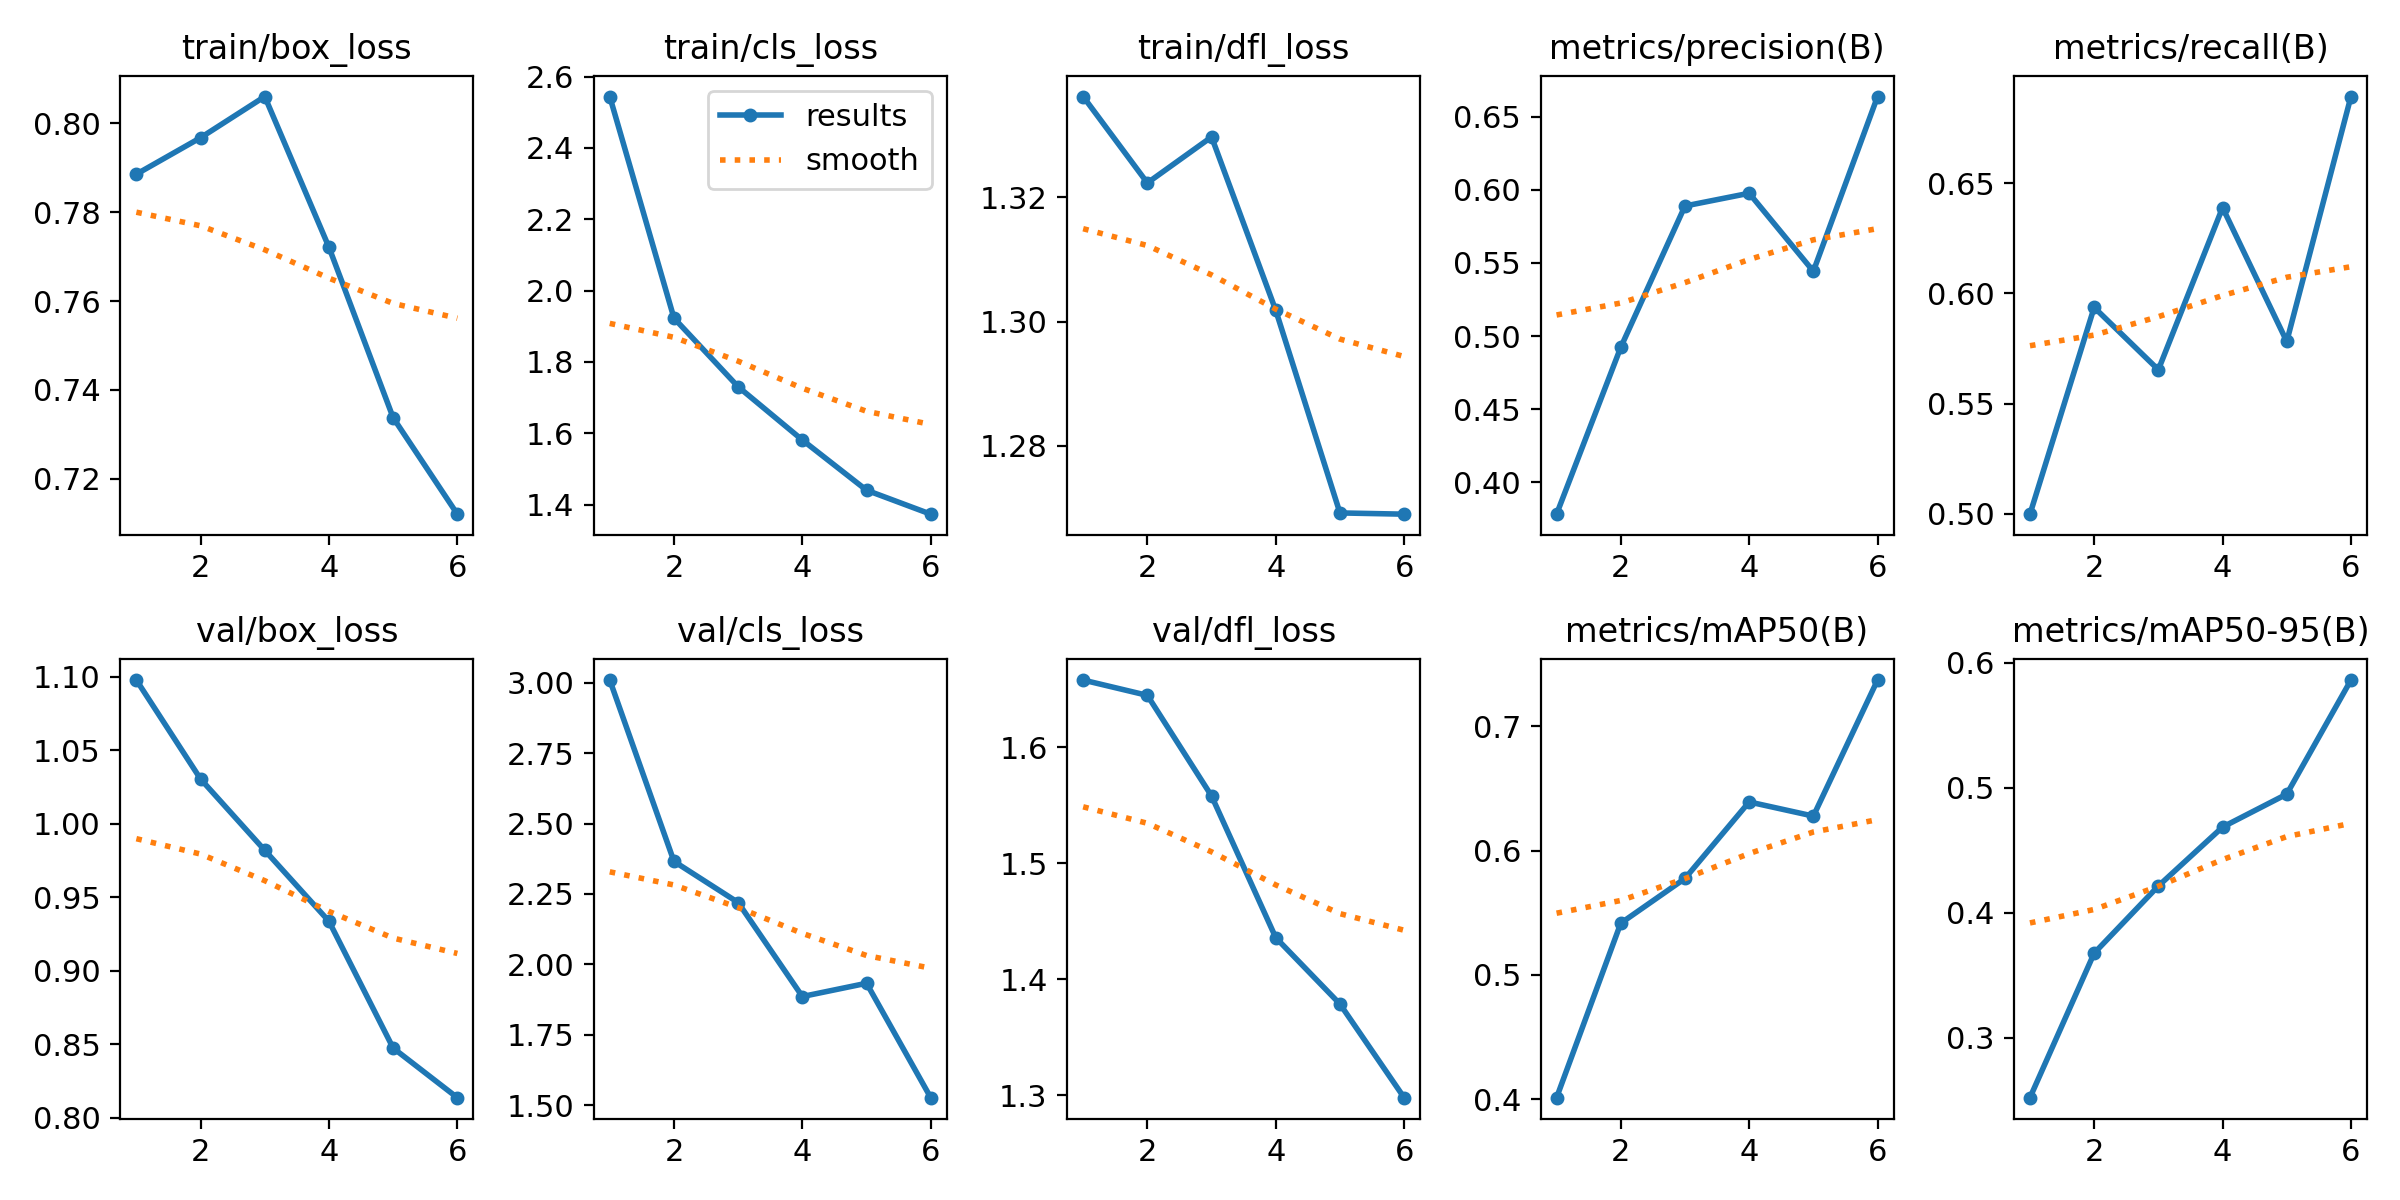 train/box_loss
0.80
0.78
0.76
0.74
0.72
2 4 6
train/cls_loss
results
smooth
2.6
2.4
2.2
2.0
1.8
1.6
1.4
2 4 6
train/dfl_loss
1.32
1.30
1.28
2 4 6
metrics/precision(B)
0.65
0.60
0.55
0.50
0.45
0.40
2 4 6
metrics/recall(B)
0.65
0.60
0.55
0.50
2 4 6
val/box_loss
1.10
1.05
1.00
0.95
0.90
0.85
0.80
2 4 6
val/cls_loss
3.00
2.75
2.50
2.25
2.00
1.75
1.50
2 4 6
val/dfl_loss
1.6
1.5
1.4
1.3
2 4 6
metrics/mAP50(B)
0.7
0.6
0.5
0.4
2 4 6
metrics/mAP50-95(B)
0.6
0.5
0.4
0.3
2 4 6